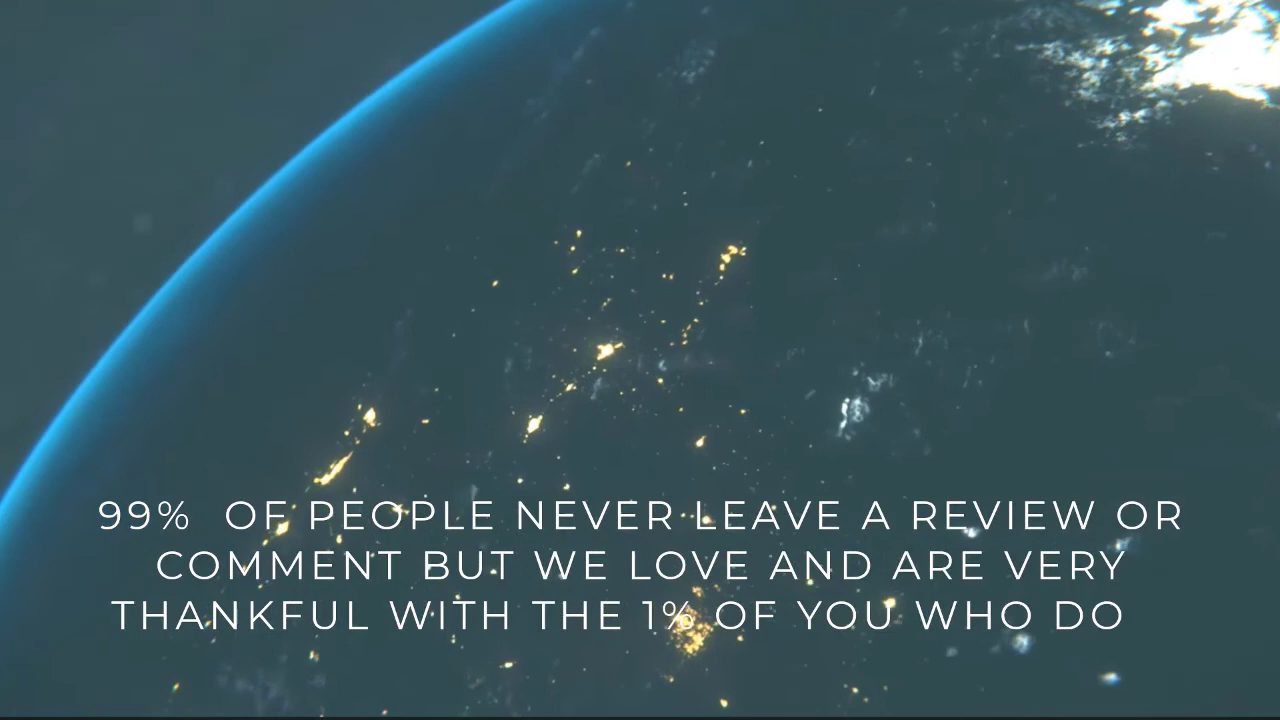 99% OF PEOPLE NEVER LEAVE A REVIEW OR
COMMENT BUT WE LOVE AND ARE VERY
THANKFUL WITH THE 1% OF YOU WHO DO